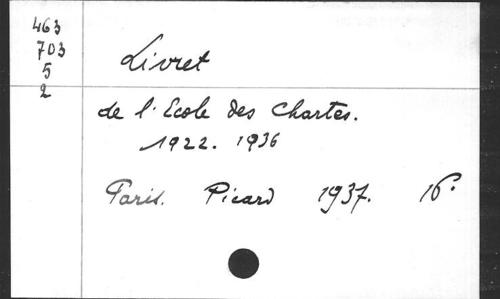 463
703
5
2
Livret
de l'Ecole des Chartes.
1922. 1936
Paris. Picard 1937. 16°